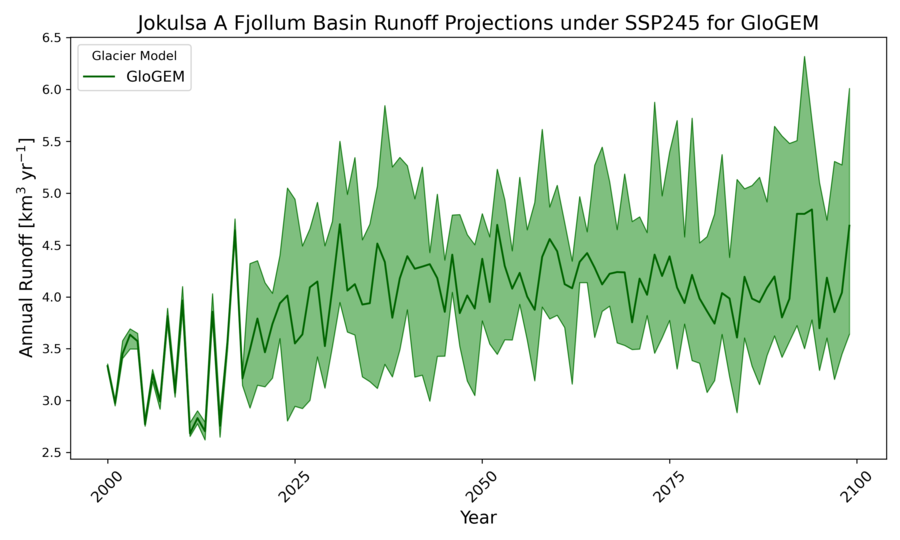 Jokulsa A Fjollum Basin Runoff Projections under SSP245 for GloGEM
6.5
6.0
5.5
5.0
4.5
4.0
3.5
3.0
2.5
Annual Runoff [km³ yr⁻¹]
Glacier Model
GloGEM
2000
2025
2050
2075
2100
Year